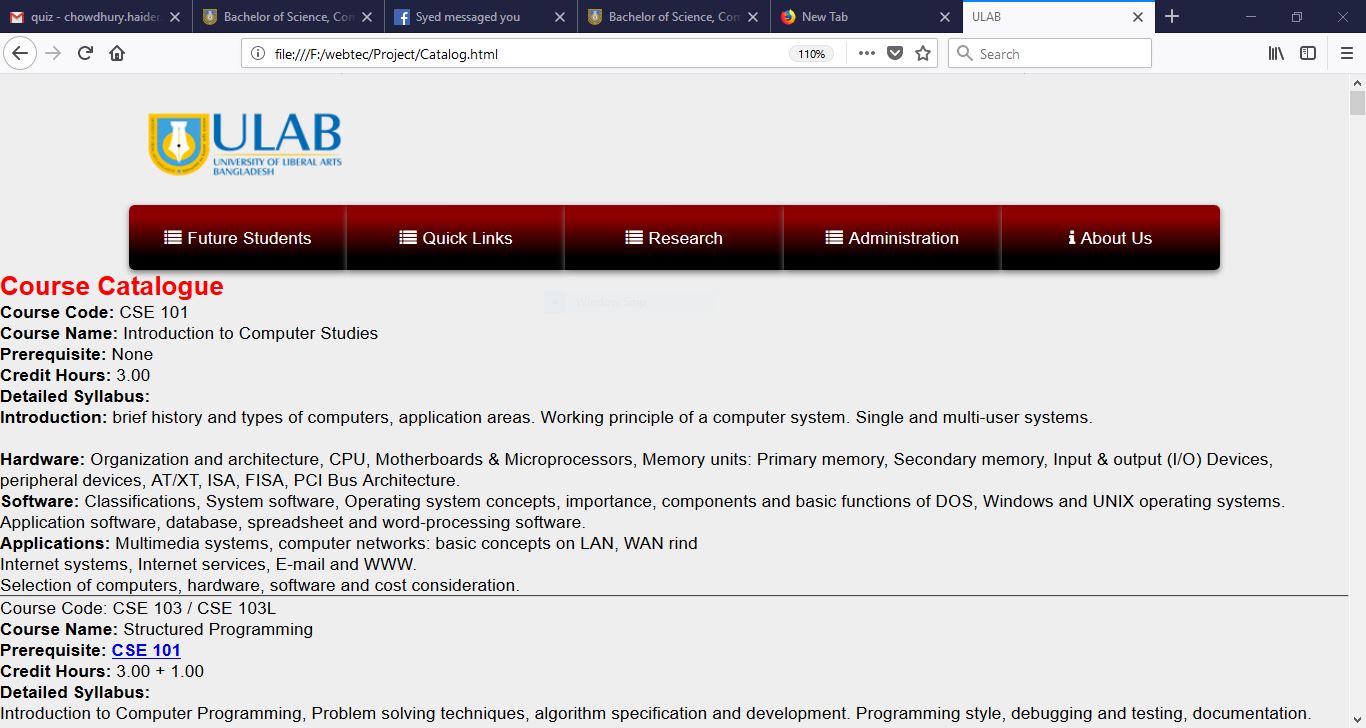 quiz - chowdhury.haider.
Bachelor of Science, Con
Syed messaged you
Bachelor of Science, Con
New Tab
ULAB
file:///F:/webtec/Project/Catalog.html
110%
Search
ULAB
UNIVERSITY OF LIBERAL ARTS
BANGLADESH
Future Students
Quick Links
Research
Administration
About Us
Course Catalogue
Course Code: CSE 101
Course Name: Introduction to Computer Studies
Prerequisite: None
Credit Hours: 3.00
Detailed Syllabus:
Introduction: brief history and types of computers, application areas. Working principle of a computer system. Single and multi-user systems.
Hardware: Organization and architecture, CPU, Motherboards & Microprocessors, Memory units: Primary memory, Secondary memory, Input & output (I/O) Devices,
peripheral devices, AT/XT, ISA, FISA, PCI Bus Architecture.
Software: Classifications, System software, Operating system concepts, importance, components and basic functions of DOS, Windows and UNIX operating systems.
Application software, database, spreadsheet and word-processing software.
Applications: Multimedia systems, computer networks: basic concepts on LAN, WAN rind
Internet systems, Internet services, E-mail and WWW.
Selection of computers, hardware, software and cost consideration.
Course Code: CSE 103 / CSE 103L
Course Name: Structured Programming
Prerequisite: CSE 101
Credit Hours: 3.00 + 1.00
Detailed Syllabus:
Introduction to Computer Programming, Problem solving techniques, algorithm specification and development. Programming style, debugging and testing, documentation.